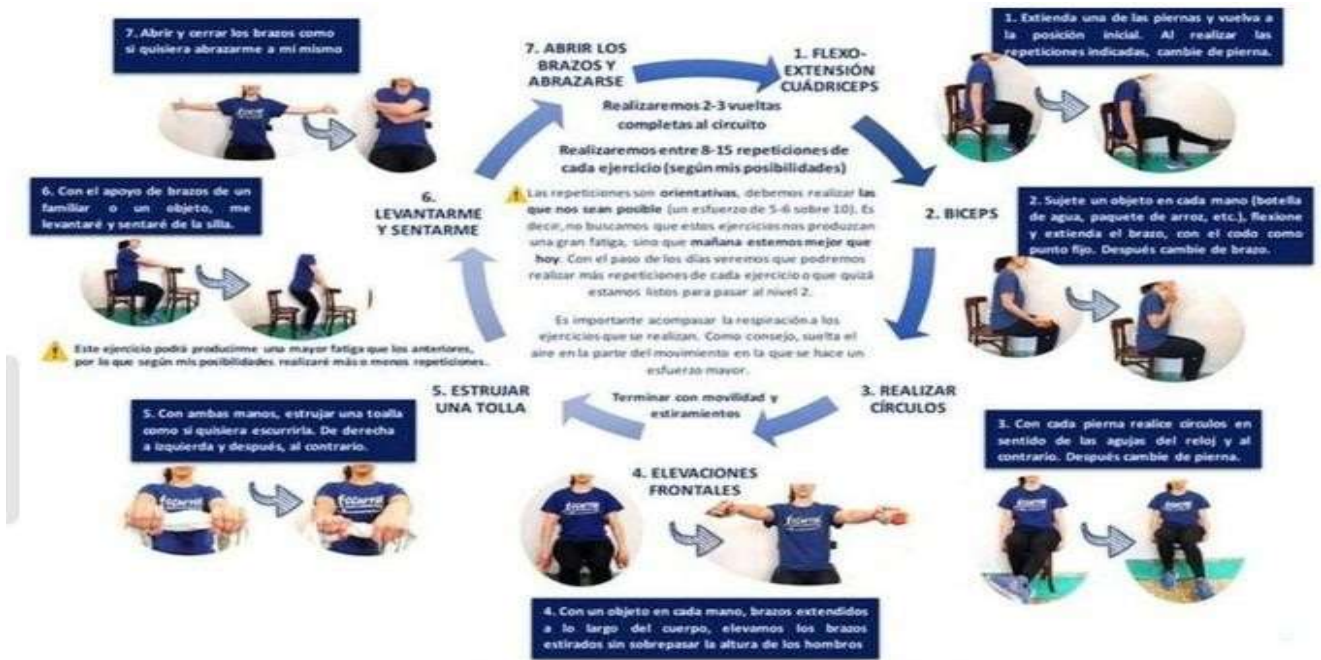 7. Abrir y cerrar los brazos como
si quisiera abrazarme a mí mismo
7. ABRIR LOS
BRAZOS Y
ABRAZARSE
1. FLEXO-
EXTENSIÓN
CUÁDRICEPS
1. Extienda una de las piernas y vuelva a
la posición inicial. Al realizar las
repeticiones indicadas, cambie de pierna.
Realizaremos 2-3 vueltas
completas al circuito
Realizaremos entre 8-15 repeticiones de
cada ejercicio (según mis posibilidades)
Las repeticiones son orientativas, debemos realizar las
que nos sean posible (un esfuerzo de 5-6 sobre 10). Es
decir, no buscamos que estos ejercicios nos produzcan
una gran fatiga, sino que mañana estemos mejor que
hoy. Con el paso de los días veremos que podremos
realizar más repeticiones de cada ejercicio o que quizá
estamos listos para pasar al nivel 2.
Es importante acompasar la respiración a los
ejercicios que se realizan. Como consejo, suelta el
aire en la parte del movimiento en la que se hace un
esfuerzo mayor.
Terminar con movilidad y
estiramientos
2. BICEPS
2. Sujete un objeto en cada mano (botella
de agua, paquete de arroz, etc.), flexione
y extienda el brazo, con el codo como
punto fijo. Después cambie de brazo.
3. REALIZAR
CÍRCULOS
3. Con cada pierna realice círculos en
sentido de las agujas del reloj y al
contrario. Después cambie de pierna.
4. ELEVACIONES
FRONTALES
4. Con un objeto en cada mano, brazos extendidos
a lo largo del cuerpo, elevamos los brazos
estirados sin sobrepasar la altura de los hombros
5. ESTRUJAR
UNA TOLLA
5. Con ambas manos, estrujar una toalla
como si quisiera escurrirla. De derecha
a izquierda y después, al contrario.
6.
LEVANTARME
Y SENTARME
6. Con el apoyo de brazos de un
familiar o un objeto, me
levantaré y sentaré de la silla.
Este ejercicio podrá producirme una mayor fatiga que los anteriores,
por lo que según mis posibilidades realizaré más o menos repeticiones.